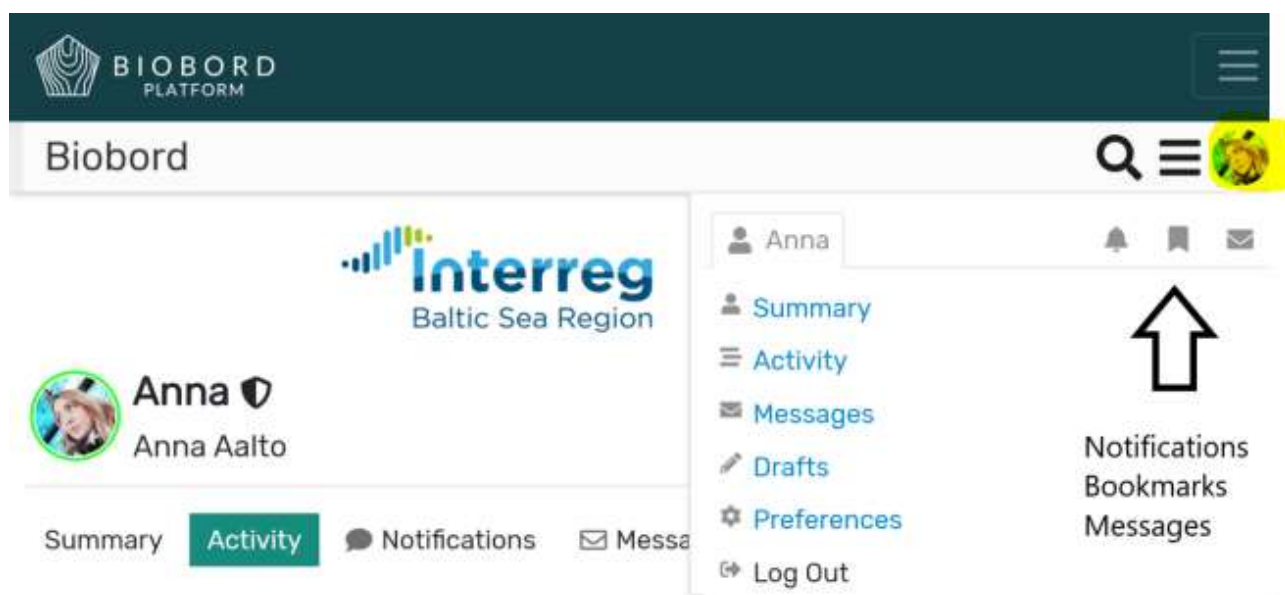 BIOBORD
PLATFORM
Biobord
Interreg
Baltic Sea Region
Anna
Anna Aalto
Summary Activity Notifications Messa
Anna
Summary
Activity
Messages
Drafts
Preferences
Log Out
Notifications
Bookmarks
Messages